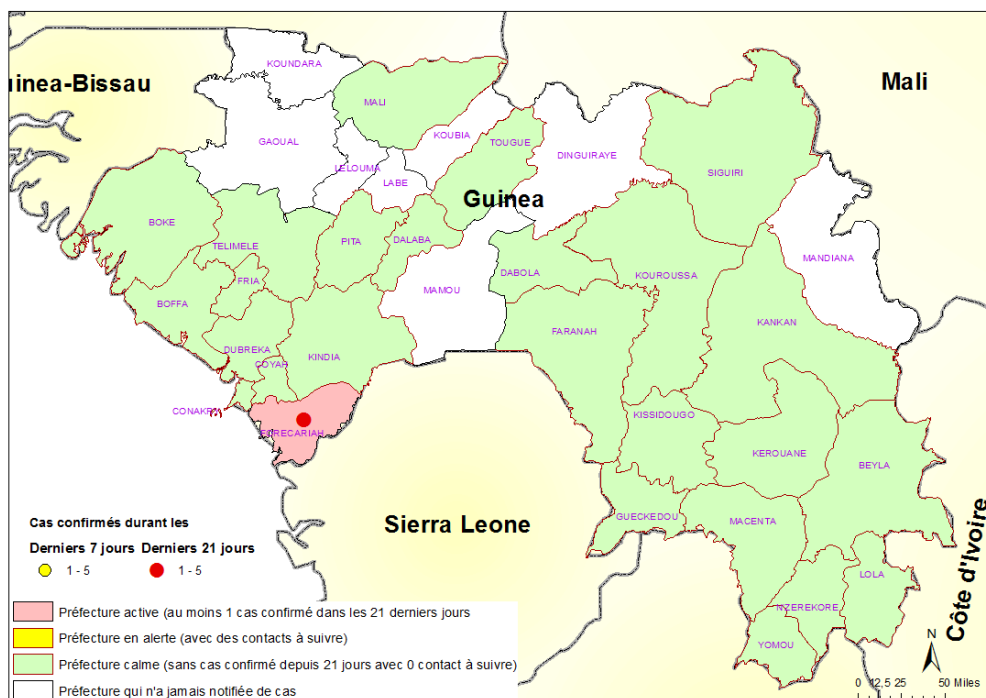 KOUNDARA
uinea-Bissau
Mali
MALI
GAOUAL
KOUBIA
TOUGUE
DINGUIRAYE
LELOUMA
LABE
SIGUIRI
Guinea
BOKE
TELIMELE
PITA
DALABA
MANDIANA
DABOLA
KOUROUSSA
FRIA
MAMOU
BOFFA
KANKAN
FARANAH
DUBREKA
COYAH
KINDIA
CONAKRY
FORECARIAH
KISSIDOUGO
KEROUANE
BEYLA
GUECKEDOU
MACENTA
Sierra Leone
Côte d'Ivoire
LOLA
N'ZEREKORE
YOMOU
Cas confirmés durant les
Derniers 7 jours Derniers 21 jours
1 - 5 1 - 5
Préfecture active (au moins 1 cas confirmé dans les 21 derniers jours
Préfecture en alerte (avec des contacts à suivre)
Préfecture calme (sans cas confirmé depuis 21 jours avec 0 contact à suivre)
Préfecture qui n'a jamais notifiée de cas
N
0 12,5 25 50 Miles